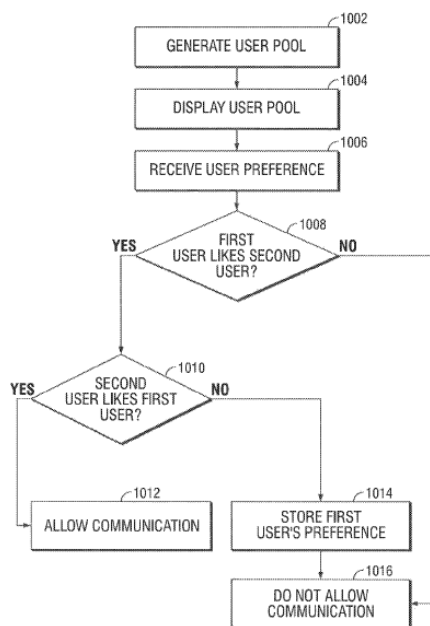 1002
GENERATE USER POOL
1004
DISPLAY USER POOL
1006
RECEIVE USER PREFERENCE
1008
FIRST
USER LIKES SECOND
USER?
YES
NO
1010
SECOND
USER LIKES FIRST
USER?
YES
NO
1012
ALLOW COMMUNICATION
1014
STORE FIRST
USER'S PREFERENCE
1016
DO NOT ALLOW
COMMUNICATION